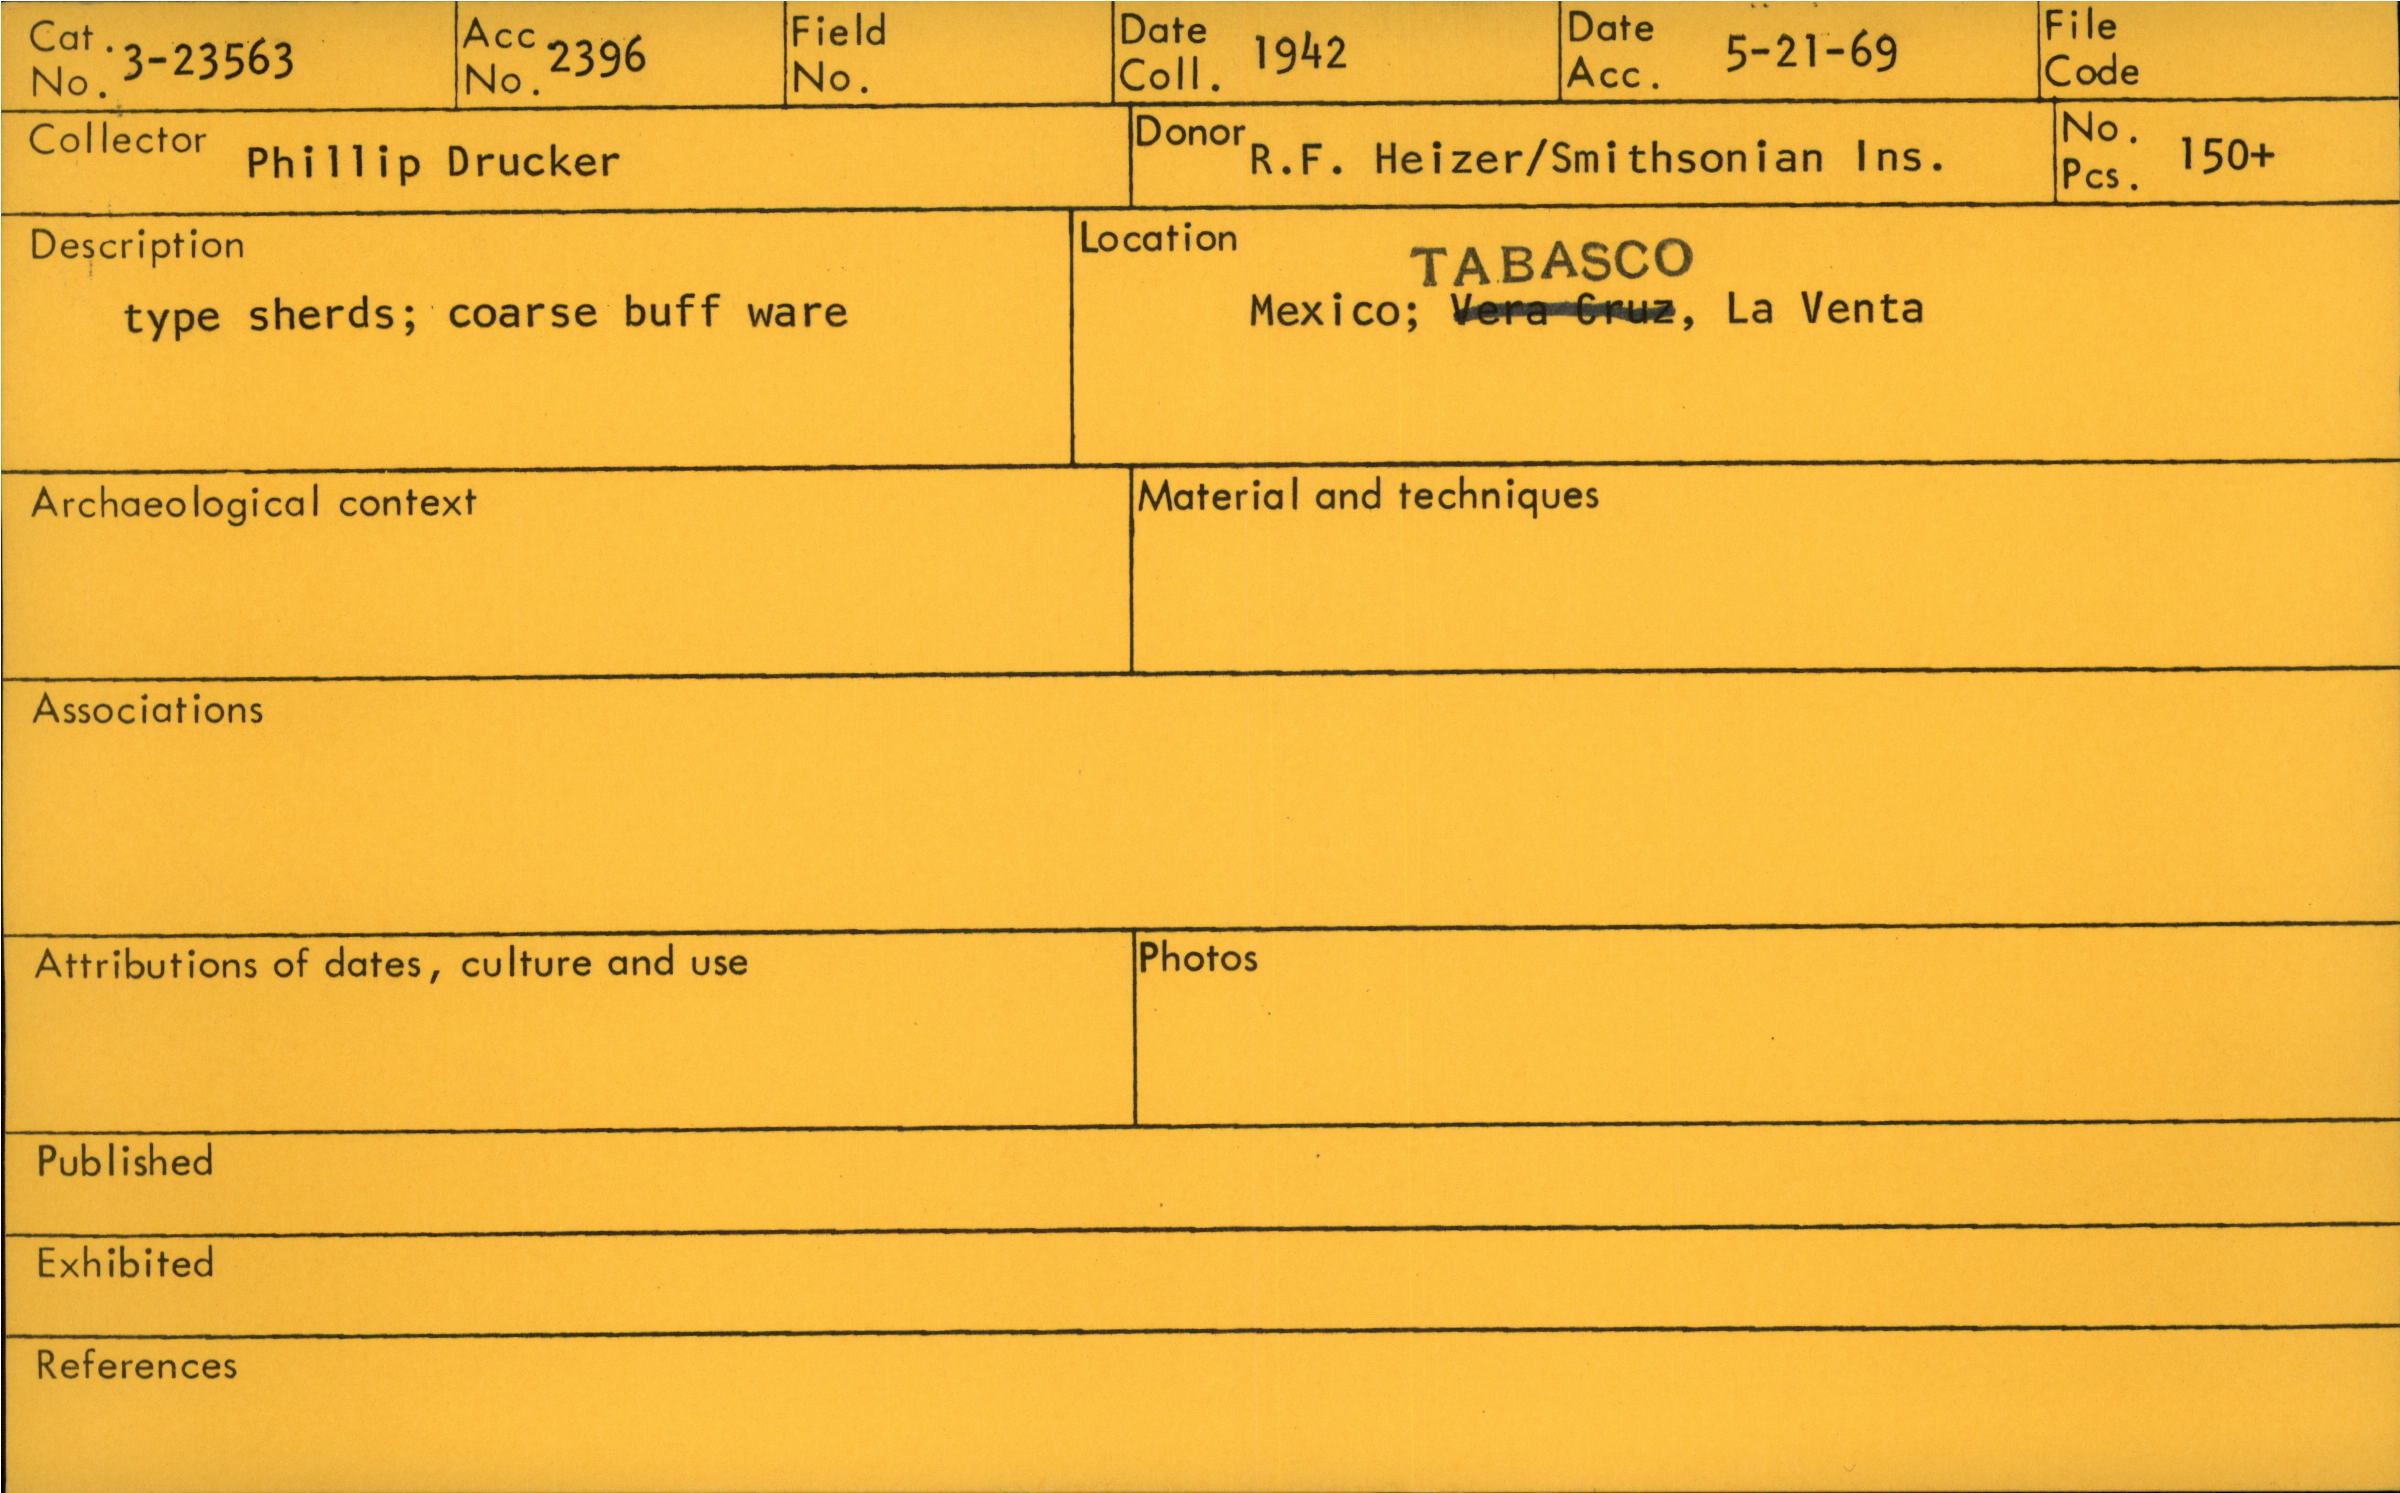 Cat. No. 3-23563
Acc. No. 2396
Field No.
Date Coll. 1942
Date Acc. 5-21-69
File Code
Collector Phillip Drucker
Donor R.F. Heizer/Smithsonian Ins.
No. Pcs. 150+
Description
type sherds; coarse buff ware
Location
TABASCO
Mexico; Vera Cruz, La Venta
Archaeological context
Material and techniques
Associations
Attributions of dates, culture and use
Photos
Published
Exhibited
References